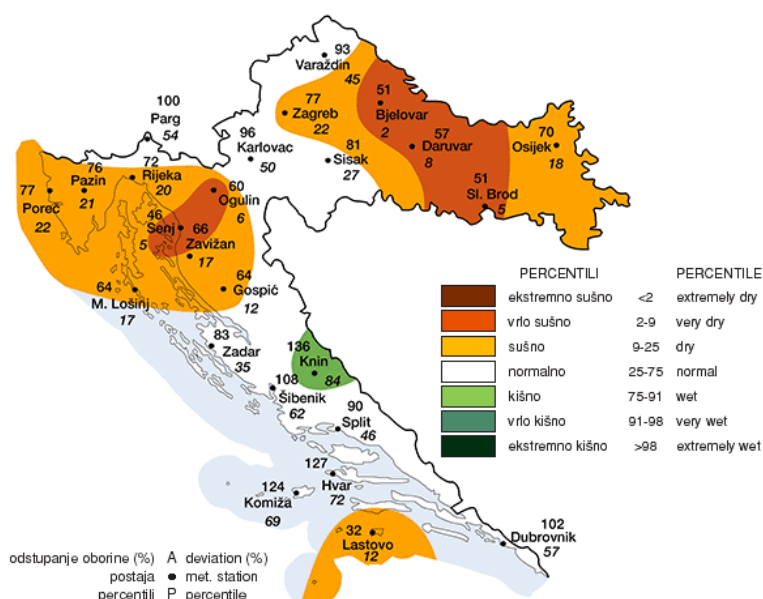 93
Varaždin
45
51
Bjelovar
2
77
Zagreb
22
57
Daruvar
8
70
Osijek
18
100
Parg
54
96
Karlovac
50
81
Sisak
27
51
Sl. Brod
5
72
Rijeka
20
76
Pazin
21
77
Poreč
22
60
Ogulin
6
46
Senj
5
66
Zavižan
17
64
Gospić
12
64
M. Lošinj
17
83
Zadar
35
136
Knin
84
108
Šibenik
62
90
Split
46
127
Hvar
72
124
Komiža
69
32
Lastovo
12
102
Dubrovnik
57
PERCENTILI PERCENTILE
ekstremno sušno <2 extremely dry
vrlo sušno 2-9 very dry
sušno 9-25 dry
normalno 25-75 normal
kišno 75-91 wet
vrlo kišno 91-98 very wet
ekstremno kišno >98 extremely wet
odstupanje oborine (%) A deviation (%)
postaja met. station
percentili P percentile